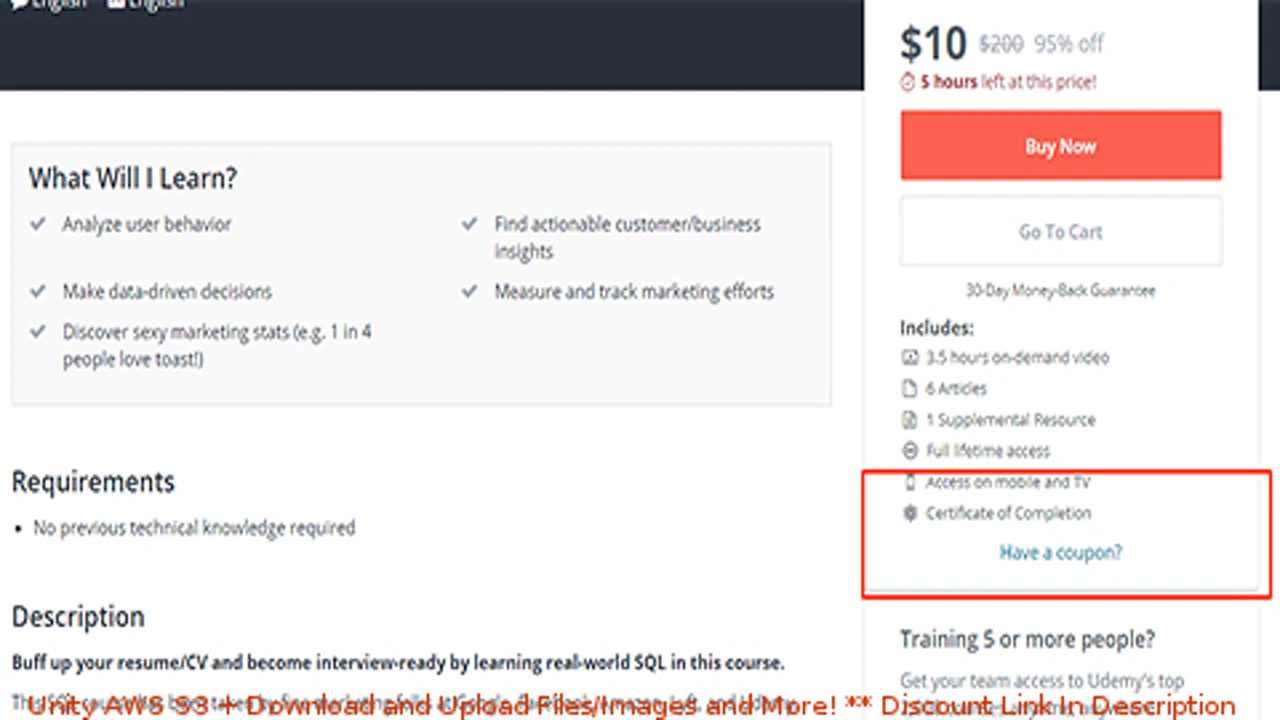 English English
$10 $200 95% off
5 hours left at this price!
Buy Now
Go To Cart
30-Day Money-Back Guarantee
Includes:
3.5 hours on-demand video
6 Articles
1 Supplemental Resource
Full lifetime access
Access on mobile and TV
Certificate of Completion
Have a coupon?
Training 5 or more people?
Get your team access to Udemy's top
What Will I Learn?
Analyze user behavior
Find actionable customer/business
insights
Make data-driven decisions
Measure and track marketing efforts
Discover sexy marketing stats (e.g. 1 in 4
people love toast!)
Requirements
No previous technical knowledge required
Description
Buff up your resume/CV and become interview-ready by learning real-world SQL in this course.
Unity AWS S3 + Download and Upload Files/Images and More! ** Discount Link In Description